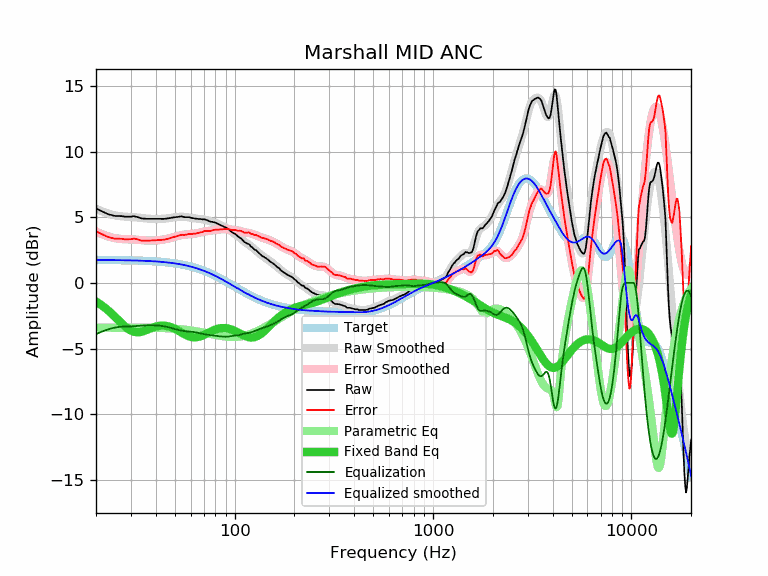 Marshall MID ANC
Amplitude (dBr)
15
10
5
0
−5
−10
−15
Target
Raw Smoothed
Error Smoothed
Raw
Error
Parametric Eq
Fixed Band Eq
Equalization
Equalized smoothed
100
1000
10000
Frequency (Hz)